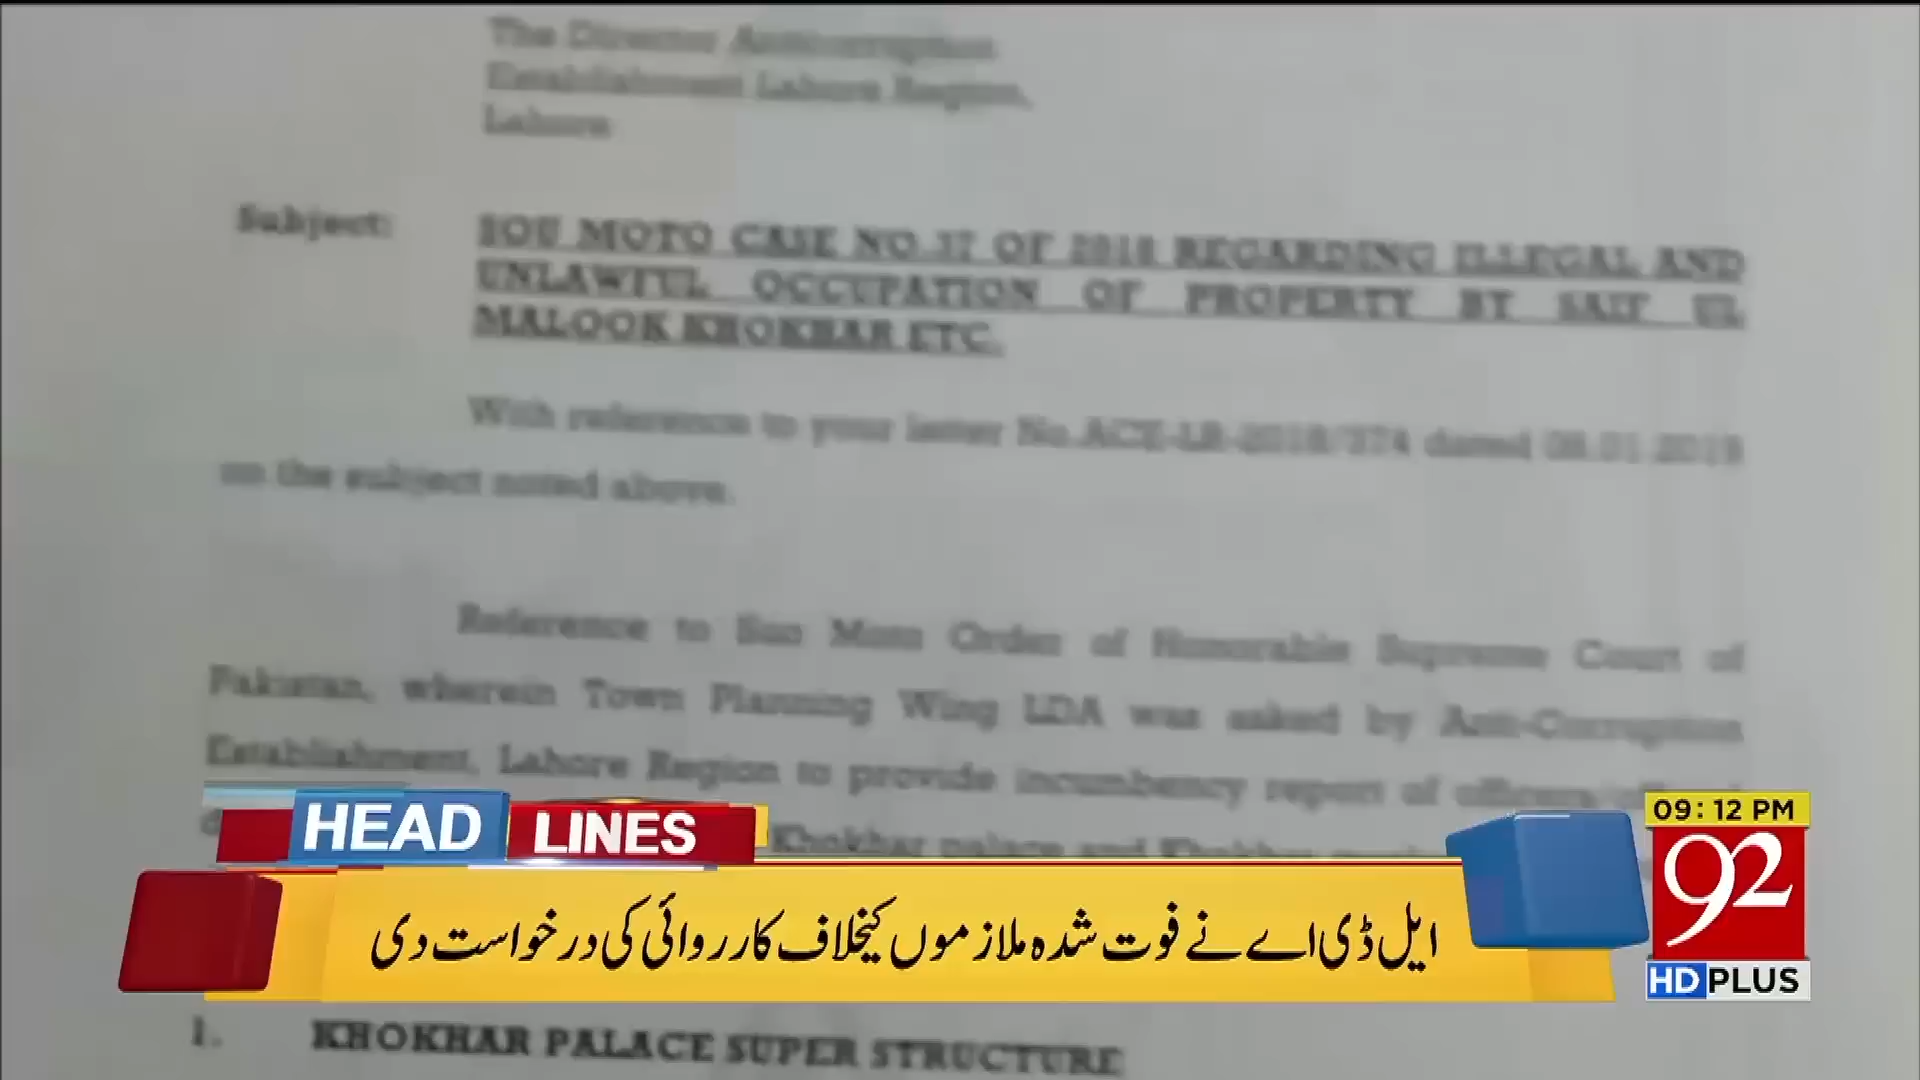 The Director Anticorruption
Establishment Lahore Region,
Lahore
Subject: SOU MOTO CASE NO.37 OF 2018 REGARDING ILLEGAL AND
UNLAWFUL OCCUPATION OF PROPERTY BY SAIF UL
MALOOK KHOKHAR ETC.
With reference to your letter No.ACE-LR-2018/374 dated 08.01.2019
on the subject noted above.
Reference to Suo Moto Order of Honorable Supreme Court of
Pakistan, wherein Town Planning Wing LDA was asked by Anti-Corruption
Establishment, Lahore Region to provide incumbency report of officers
Khokhar palace and Khokhar
HEAD LINES
09:12 PM
92
HD PLUS
ایل ڈی اے نے فوت شدہ ملازموں کیخلاف کارروائی کی درخواست دی
1. KHOKHAR PALACE SUPER STRUCTURE